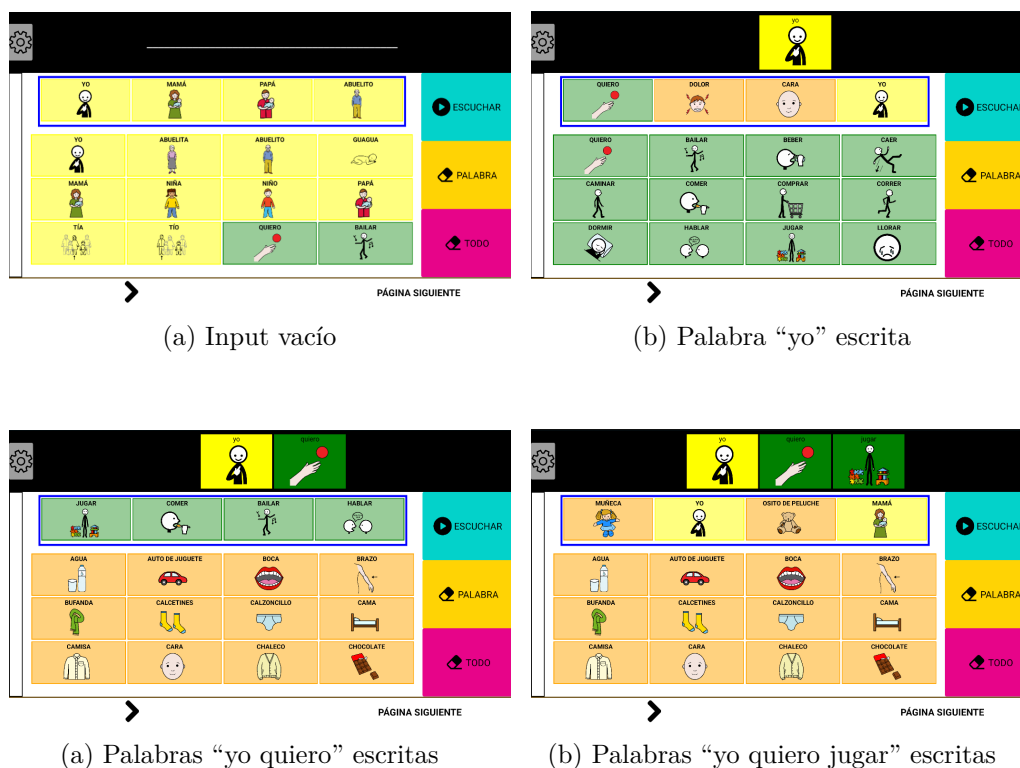 YO MAMÁ PAPÁ ABUELITO
ESCUCHAR
YO ABUELITA ABUELITO GUAGUA
PALABRA
MAMÁ NIÑA NIÑO PAPÁ
TÍA TÍO QUIERO BAILAR
TODO
PÁGINA SIGUIENTE
(a) Input vacío
yo
QUIERO DOLOR CARA YO
ESCUCHAR
QUIERO BAILAR BEBER CAER
PALABRA
CAMINAR COMER COMPRAR CORRER
DORMIR HABLAR JUGAR LLORAR
TODO
PÁGINA SIGUIENTE
(b) Palabra “yo” escrita
yo quiero
JUGAR COMER BAILAR HABLAR
ESCUCHAR
AGUA AUTO DE JUGUETE BOCA BRAZO
PALABRA
BUFANDA CALCETINES CALZONCILLO CAMA
CAMISA CARA CHALECO CHOCOLATE
TODO
PÁGINA SIGUIENTE
(a) Palabras “yo quiero” escritas
yo quiero jugar
MUÑECA YO OSITO DE PELUCHE MAMÁ
ESCUCHAR
AGUA AUTO DE JUGUETE BOCA BRAZO
PALABRA
BUFANDA CALCETINES CALZONCILLO CAMA
CAMISA CARA CHALECO CHOCOLATE
TODO
PÁGINA SIGUIENTE
(b) Palabras “yo quiero jugar” escritas